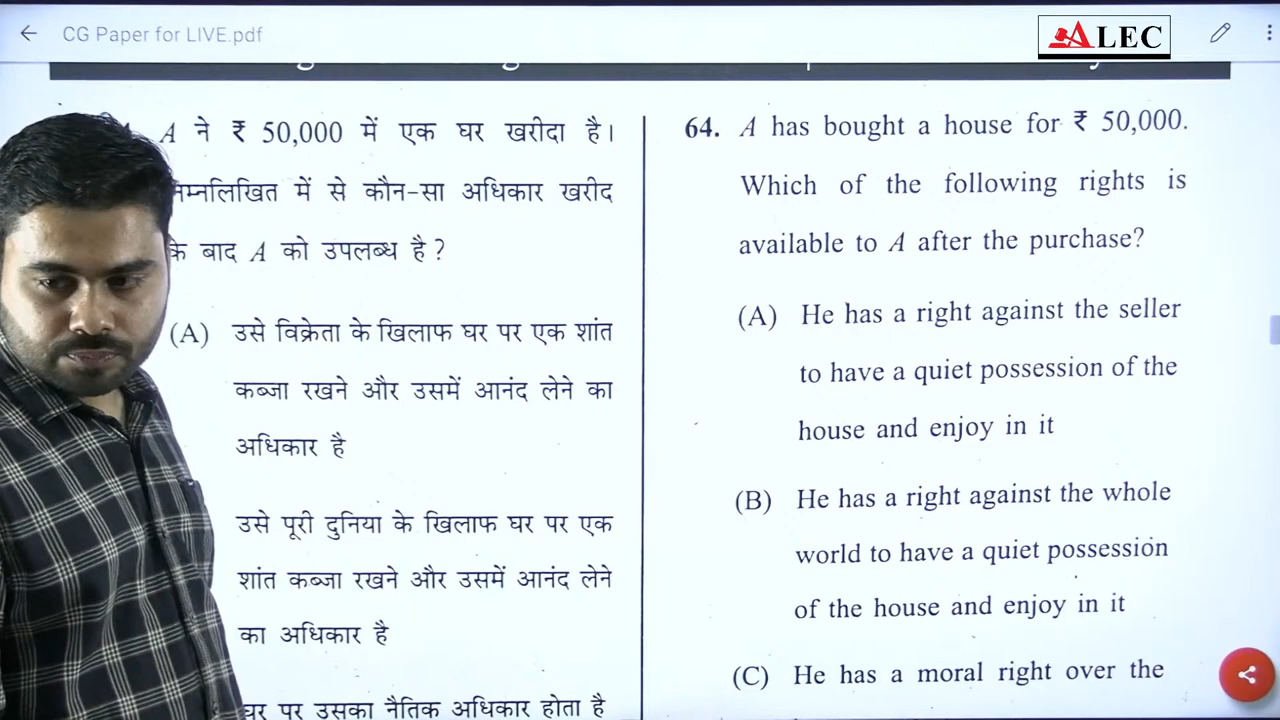 CG Paper for LIVE.pdf
ALEC
A ने ₹ 50,000 में एक घर खरीदा है।
में से कौन-सा अधिकार खरीद
के बाद A को उपलब्ध है ?
(A) उसे विक्रेता के खिलाफ घर पर एक शांत
कब्जा रखने और उसमें आनंद लेने का
अधिकार है
उसे पूरी दुनिया के खिलाफ घर पर एक
शांत कब्जा रखने और उसमें आनंद लेने
का अधिकार है
घर पर उसका नैतिक अधिकार होता है
64. A has bought a house for ₹ 50,000.
Which of the following rights is
available to A after the purchase?
(A) He has a right against the seller
to have a quiet possession of the
house and enjoy in it
(B) He has a right against the whole
world to have a quiet possession
of the house and enjoy in it
(C) He has a moral right over the